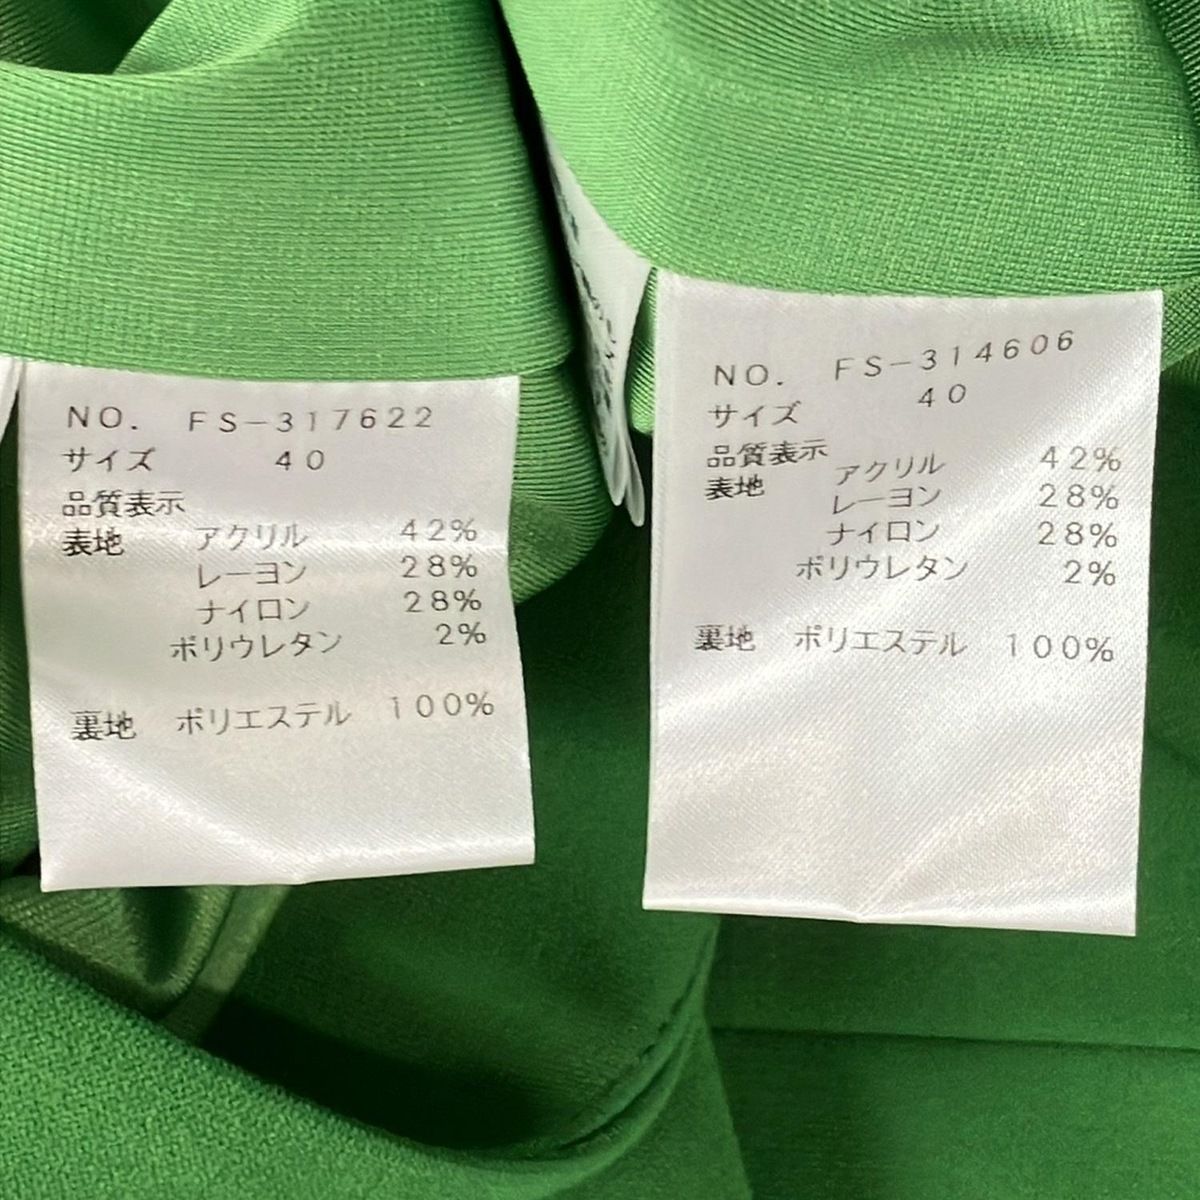 NO. FS-317622
サイズ 40
品質表示
表地 アクリル 42%
レーヨン 28%
ナイロン 28%
ポリウレタン 2%
裏地 ポリエステル 100%
NO. FS-314606
サイズ 40
品質表示
表地 アクリル 42%
レーヨン 28%
ナイロン 28%
ポリウレタン 2%
裏地 ポリエステル 100%